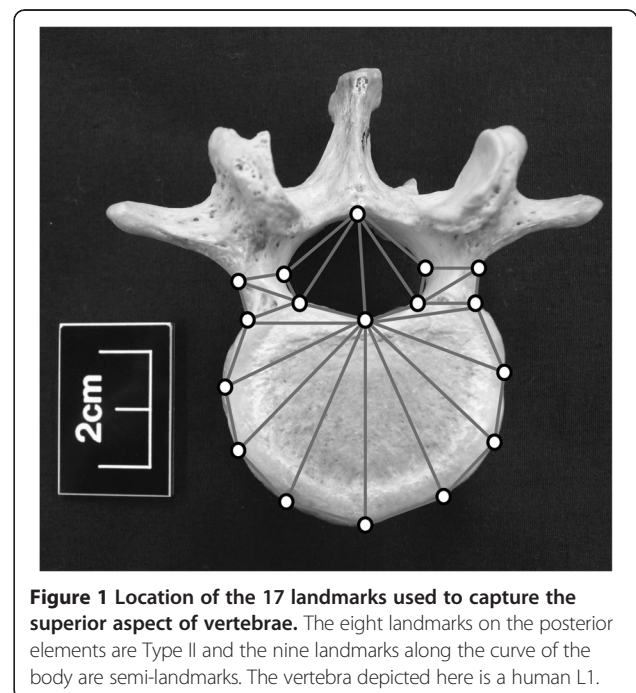 2cm
Figure 1 Location of the 17 landmarks used to capture the
superior aspect of vertebrae. The eight landmarks on the posterior
elements are Type II and the nine landmarks along the curve of the
body are semi-landmarks. The vertebra depicted here is a human L1.